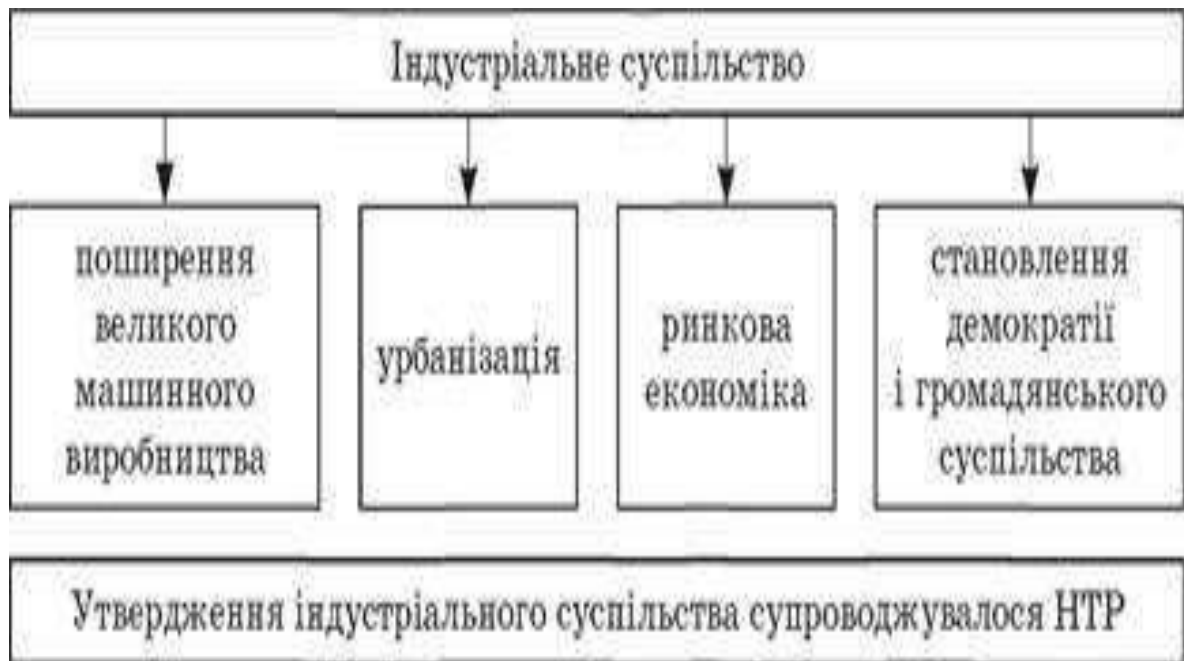 Індустріальне суспільство
поширення
великого
машинного
виробництва
урбанізація
ринкова
економіка
становлення
демократії
і громадянського
суспільства
Утвердження індустріального суспільства супроводжувалося НТР